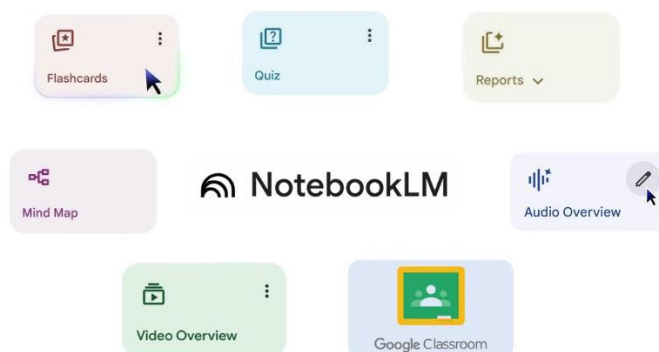 Flashcards
Quiz
Reports
Mind Map
NotebookLM
Audio Overview
Video Overview
Google Classroom